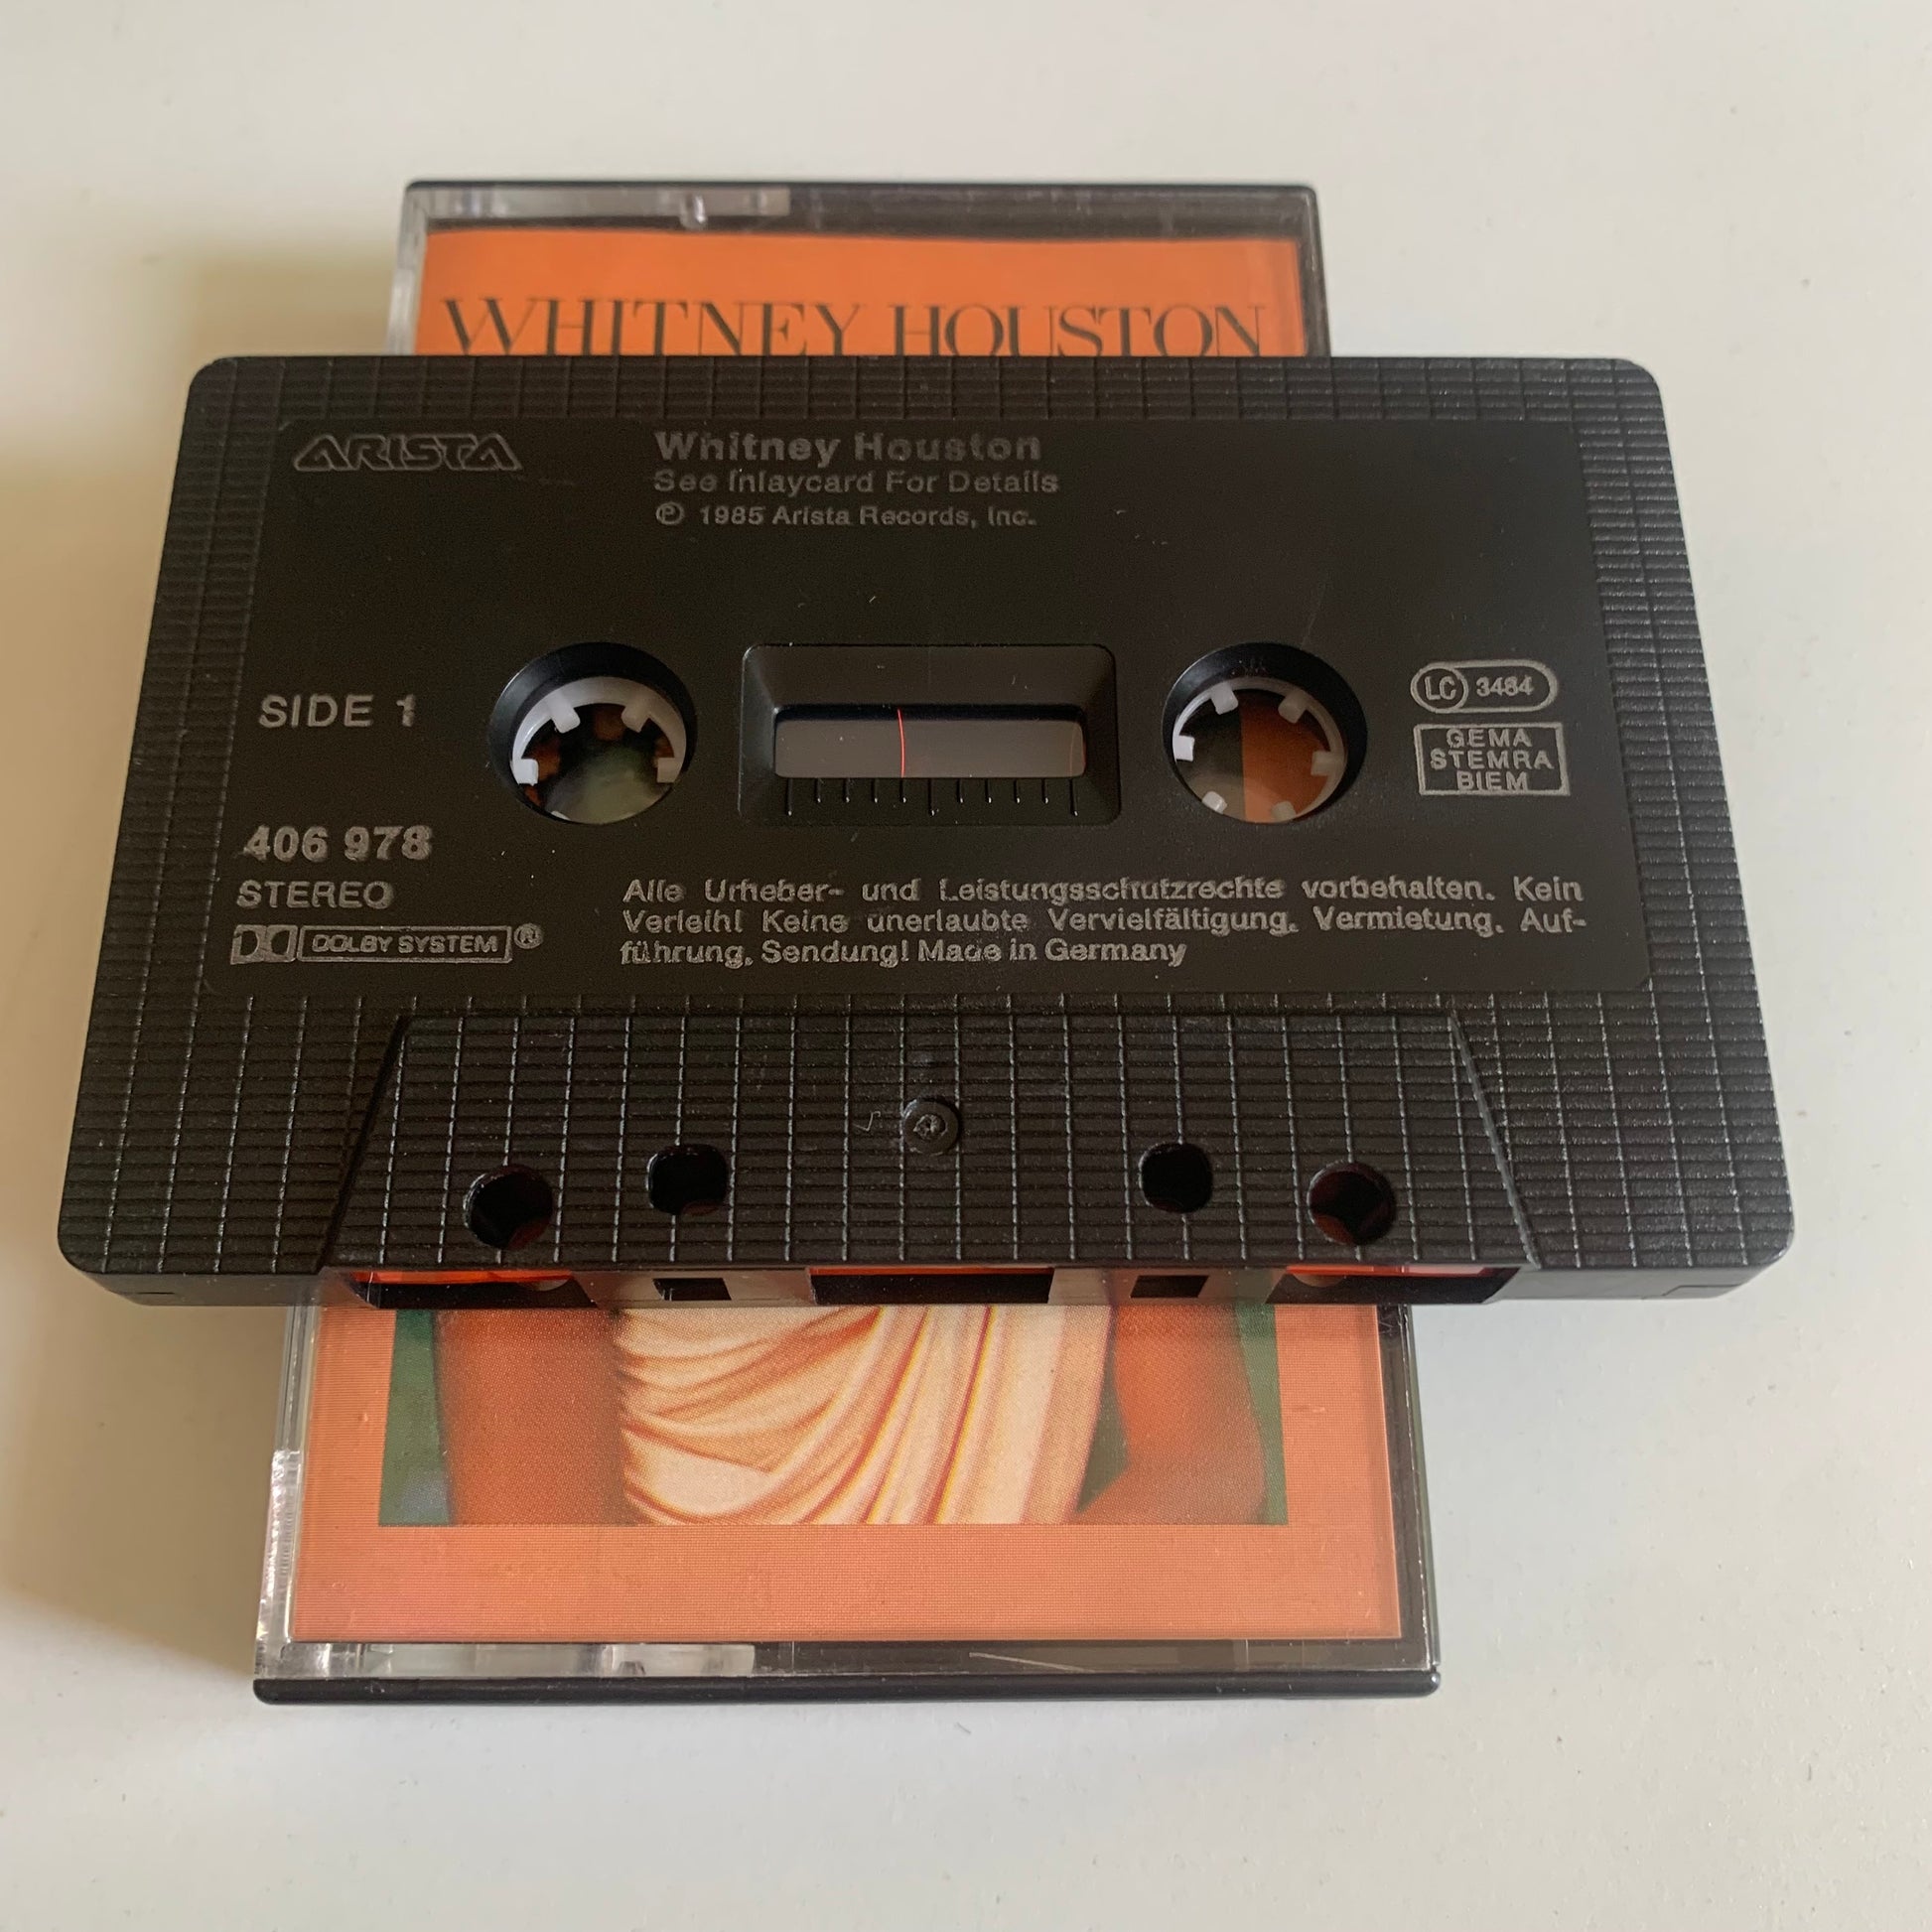 WHITNEY HOUSTON
ARISTA
Whitney Houston
See Inlaycard For Details
℗ 1985 Arista Records, Inc.
SIDE 1
LC 3484
GEMA
STEMRA
BIEM
406 978
STEREO
DOLBY SYSTEM®
Alle Urheber- und Leistungsschutzrechte vorbehalten. Kein
Verleih! Keine unerlaubte Vervielfältigung, Vermietung, Auf-
führung, Sendung! Made in Germany